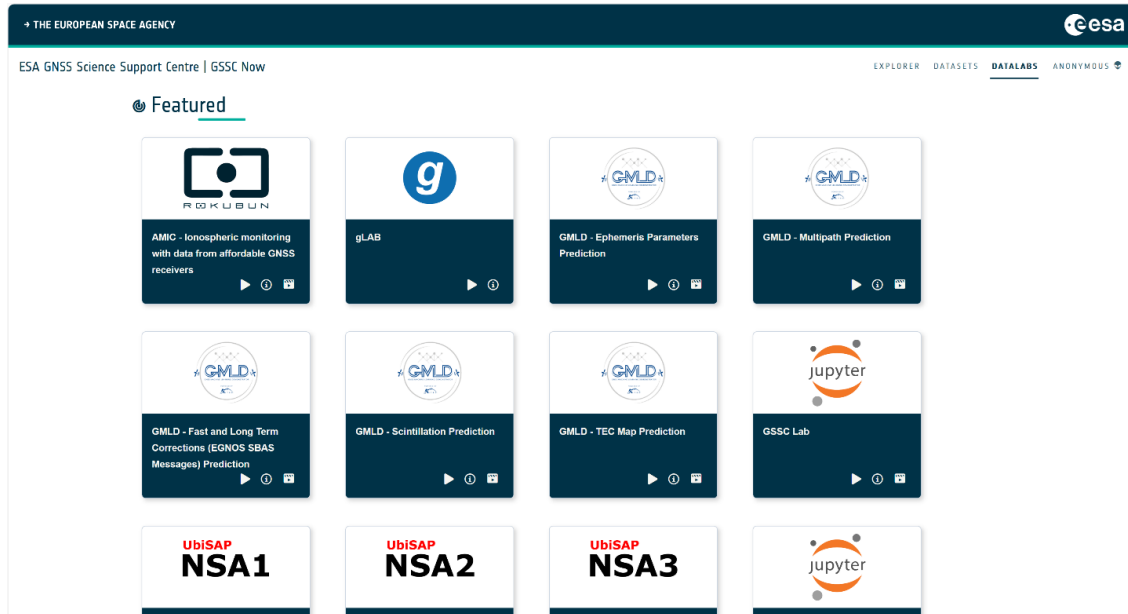 → THE EUROPEAN SPACE AGENCY
esa
ESA GNSS Science Support Centre | GSSC Now
EXPLORER DATASETS DATALABS ANONYMOUS
Featured
ROKUBUN
AMIC - Ionospheric monitoring
with data from affordable GNSS
receivers
g
gLAB
GMLD
GMLD - Ephemeris Parameters
Prediction
GMLD
GMLD - Multipath Prediction
GMLD
GMLD - Fast and Long Term
Corrections (EGNOS SBAS
Messages) Prediction
GMLD
GMLD - Scintillation Prediction
GMLD
GMLD - TEC Map Prediction
jupyter
GSSC Lab
UbiSAP
NSA1
UbiSAP
NSA2
UbiSAP
NSA3
jupyter